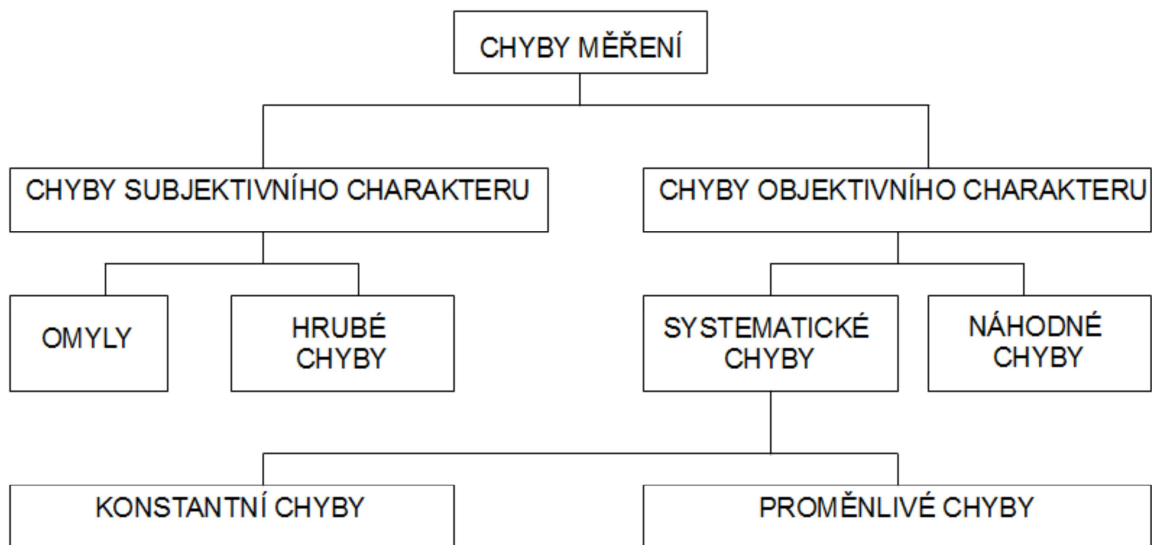 CHYBY MĚŘENÍ
CHYBY SUBJEKTIVNÍHO CHARAKTERU
CHYBY OBJEKTIVNÍHO CHARAKTERU
OMYLY
HRUBÉ
CHYBY
SYSTEMATICKÉ
CHYBY
NÁHODNÉ
CHYBY
KONSTANTNÍ CHYBY
PROMĚNLIVÉ CHYBY